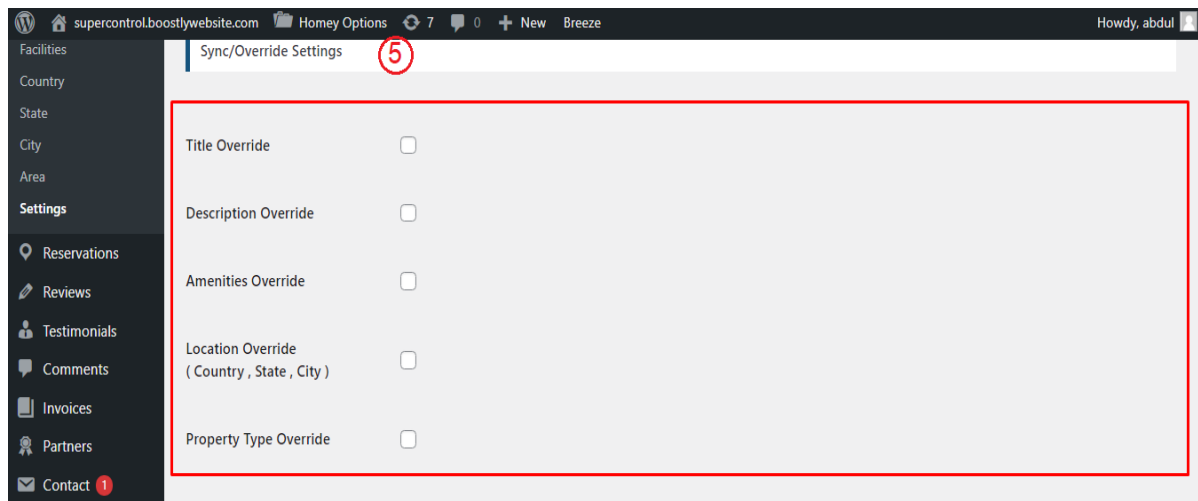 supercontrol.boostlywebsite.com Homey Options 7 0 New Breeze Howdy, abdul
Facilities
Country
State
City
Area
Settings
Reservations
Reviews
Testimonials
Comments
Invoices
Partners
Contact 1
Sync/Override Settings 5
Title Override
Description Override
Amenities Override
Location Override
( Country , State , City )
Property Type Override